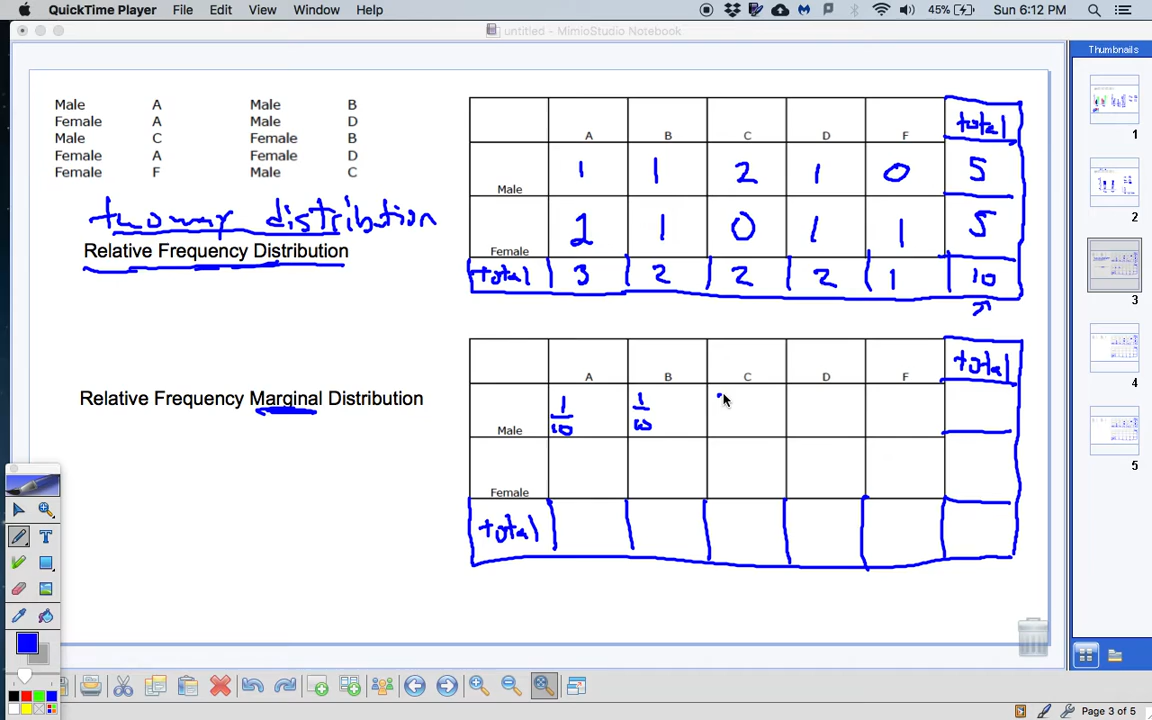 QuickTime Player File Edit View Window Help 45% Sun 6:12 PM
untitled - MimioStudio Notebook
Thumbnails
Male A Male B
Female A Male D
Male C Female B
Female A Female D
Female F Male C
two way distribution
Relative Frequency Distribution
A B C D F total
Male 1 1 2 1 0 5
Female 2 1 0 1 1 5
total 3 2 2 2 1 10
Relative Frequency Marginal Distribution
A B C D F total
Male 1/10 1/10
Female
total
1
2
3
4
5
Page 3 of 5